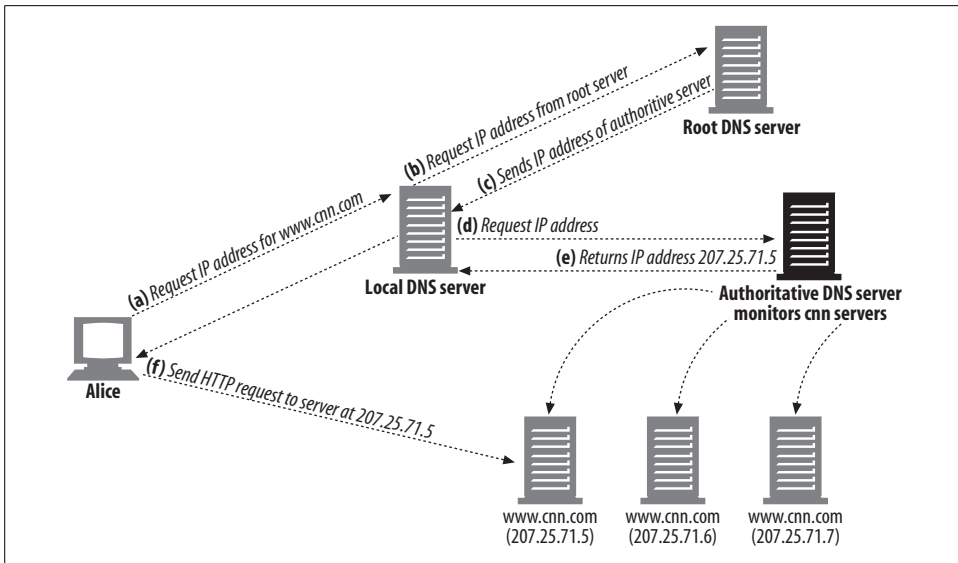 (b) Request IP address from root server
Root DNS server
(c) Sends IP address of authoritive server
(a) Request IP address for www.cnn.com
(d) Request IP address
(e) Returns IP address 207.25.71.5
Local DNS server
Authoritative DNS server
monitors cnn servers
Alice
(f) Send HTTP request to server at 207.25.71.5
www.cnn.com
(207.25.71.5)
www.cnn.com
(207.25.71.6)
www.cnn.com
(207.25.71.7)